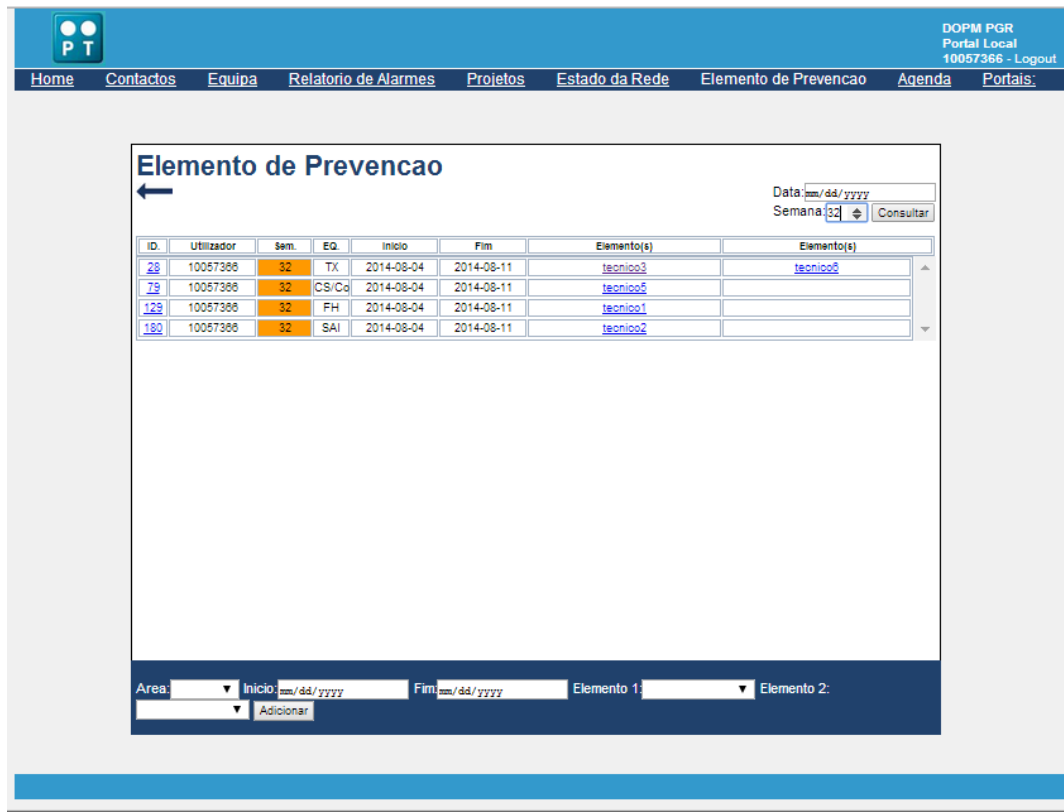 PT
DOPM PGR
Portal Local
10057366 - Logout
Home Contactos Equipa Relatorio de Alarmes Projetos Estado da Rede Elemento de Prevencao Agenda Portais:
Elemento de Prevencao
Data: mm/dd/yyyy
Semana: 32 Consultar
ID. Utilizador Sem. EQ. Inicio Fim Elemento(s) Elemento(s)
28 10057366 32 TX 2014-08-04 2014-08-11 tecnico3 tecnico6
79 10057366 32 CS/Co 2014-08-04 2014-08-11 tecnico5
129 10057366 32 FH 2014-08-04 2014-08-11 tecnico1
180 10057366 32 SAI 2014-08-04 2014-08-11 tecnico2
Area: Inicio: mm/dd/yyyy Fim: mm/dd/yyyy Elemento 1: Elemento 2:
Adicionar